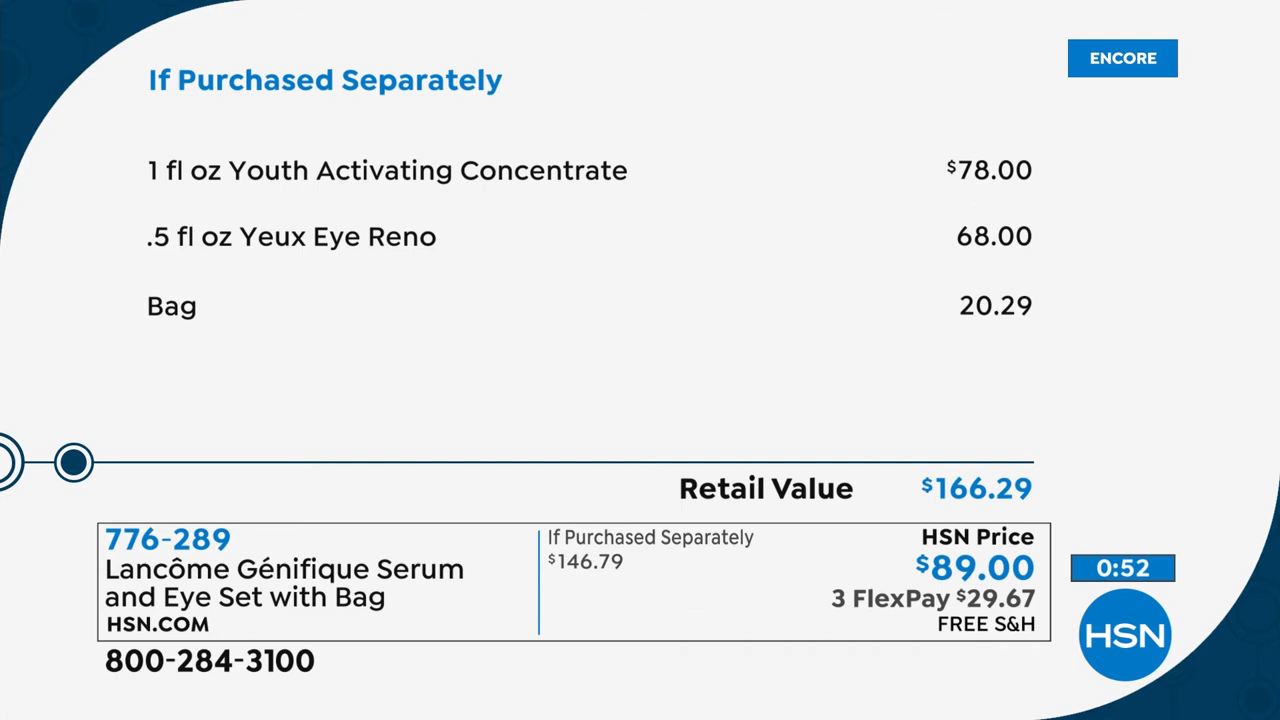 If Purchased Separately
ENCORE
1 fl oz Youth Activating Concentrate $78.00
.5 fl oz Yeux Eye Reno 68.00
Bag 20.29
Retail Value $166.29
776-289
Lancôme Génifique Serum
and Eye Set with Bag
HSN.COM
If Purchased Separately
$146.79
HSN Price
$89.00
3 FlexPay $29.67
FREE S&H
0:52
HSN
800-284-3100